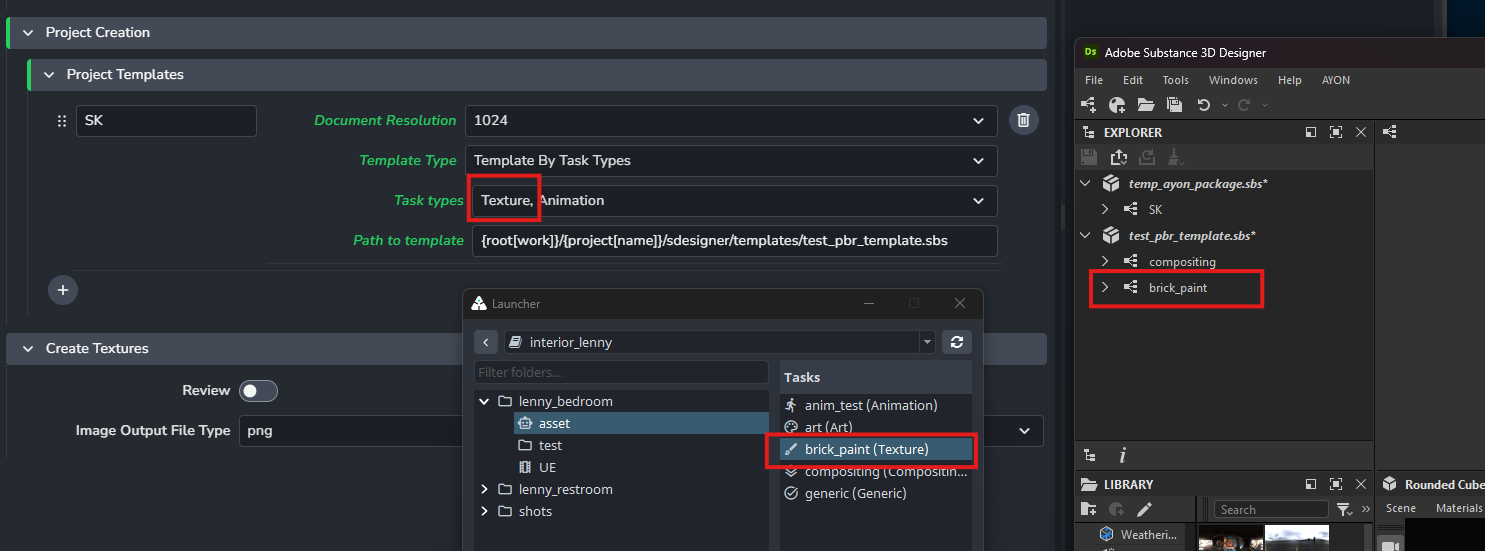 Project Creation
Project Templates
SK
Document Resolution 1024
Template Type Template By Task Types
Task types Texture, Animation
Path to template {root[work]}/{project[name]}/sdesigner/templates/test_pbr_template.sbs
Create Textures
Review
Image Output File Type png
Launcher
interior_lenny
Filter folders...
lenny_bedroom
asset
test
UE
lenny_restroom
shots
Tasks
anim_test (Animation)
art (Art)
brick_paint (Texture)
compositing (Compositin...
generic (Generic)
Ds Adobe Substance 3D Designer
File Edit Tools Windows Help AYON
EXPLORER
temp_ayon_package.sbs*
SK
test_pbr_template.sbs*
compositing
brick_paint
LIBRARY
Search
Weatheri...
Rounded Cube
Scene Materials